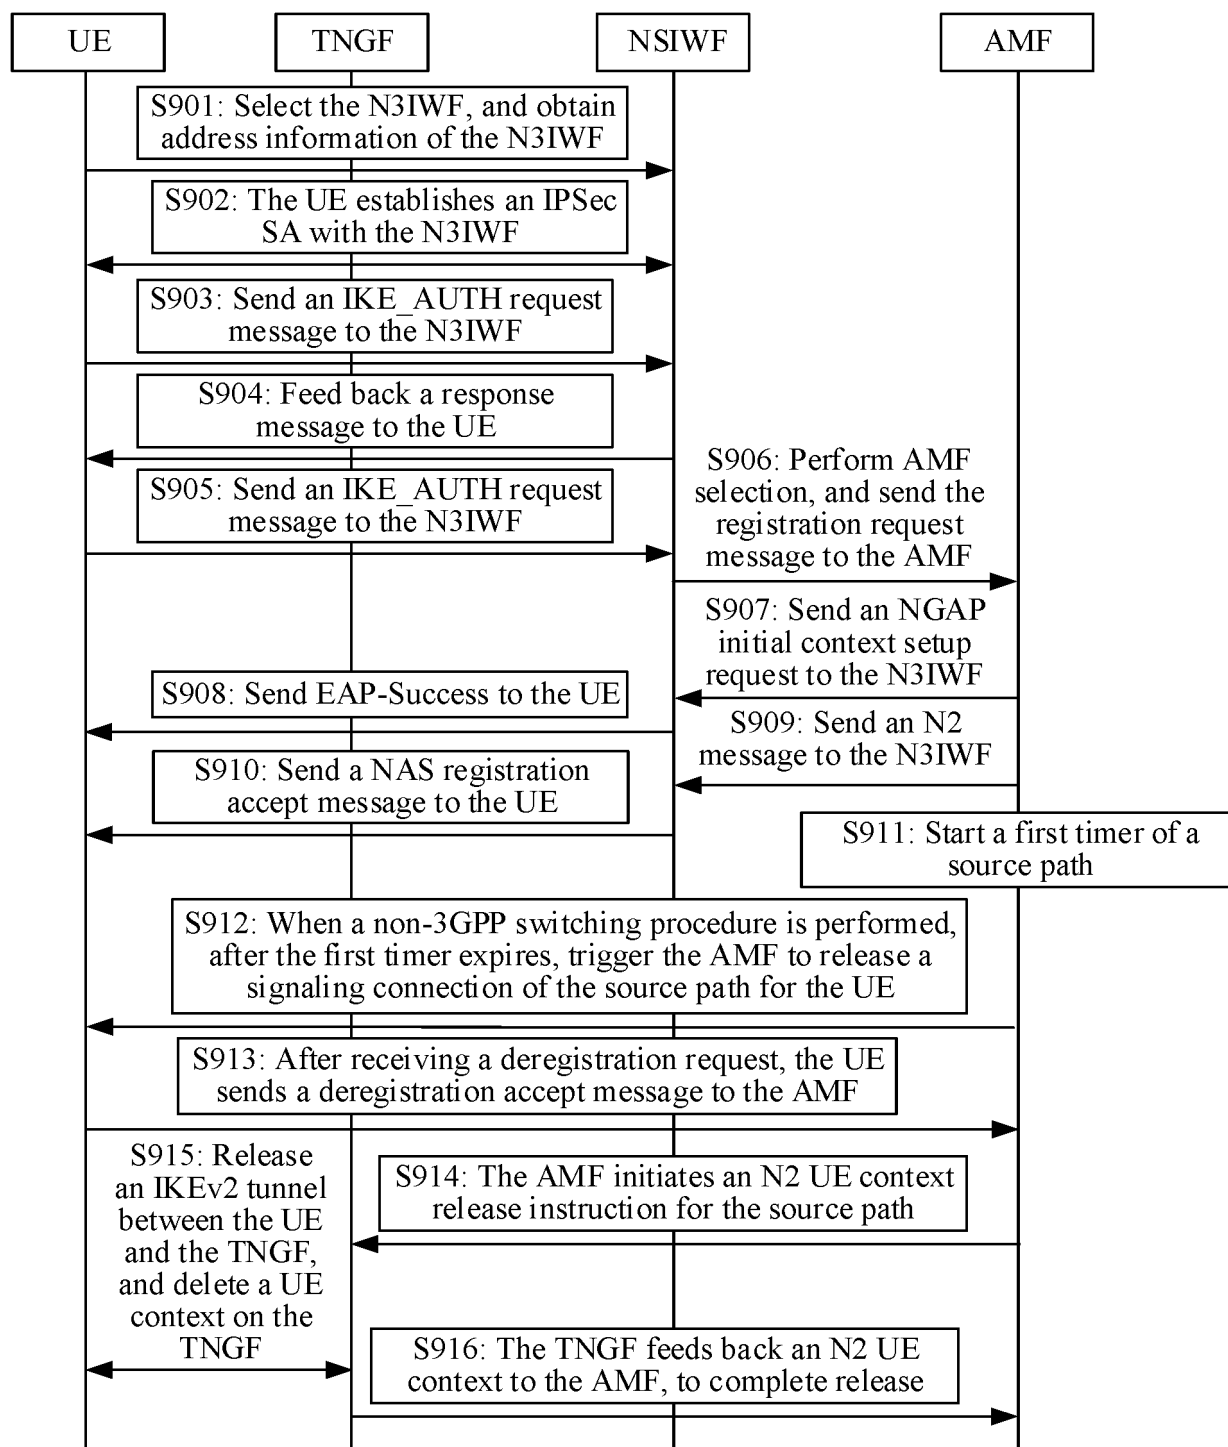 UE
TNGF
NSIWF
AMF
S901: Select the N3IWF, and obtain
address information of the N3IWF
S902: The UE establishes an IPSec
SA with the N3IWF
S903: Send an IKE_AUTH request
message to the N3IWF
S904: Feed back a response
message to the UE
S905: Send an IKE_AUTH request
message to the N3IWF
S906: Perform AMF
selection, and send the
registration request
message to the AMF
S907: Send an NGAP
initial context setup
request to the N3IWF
S908: Send EAP-Success to the UE
S909: Send an N2
message to the N3IWF
S910: Send a NAS registration
accept message to the UE
S911: Start a first timer of a
source path
S912: When a non-3GPP switching procedure is performed,
after the first timer expires, trigger the AMF to release a
signaling connection of the source path for the UE
S913: After receiving a deregistration request, the UE
sends a deregistration accept message to the AMF
S915: Release
an IKEv2 tunnel
between the UE
and the TNGF,
and delete a UE
context on the
TNGF
S914: The AMF initiates an N2 UE context
release instruction for the source path
S916: The TNGF feeds back an N2 UE
context to the AMF, to complete release